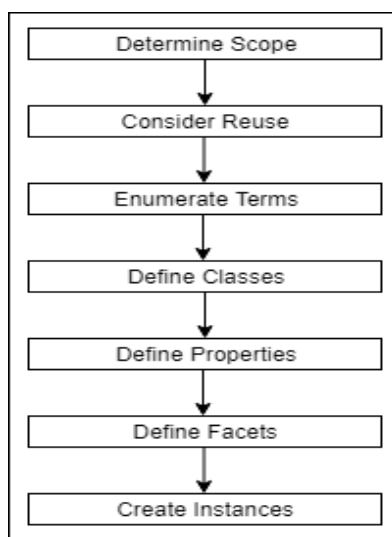 Determine Scope
Consider Reuse
Enumerate Terms
Define Classes
Define Properties
Define Facets
Create Instances